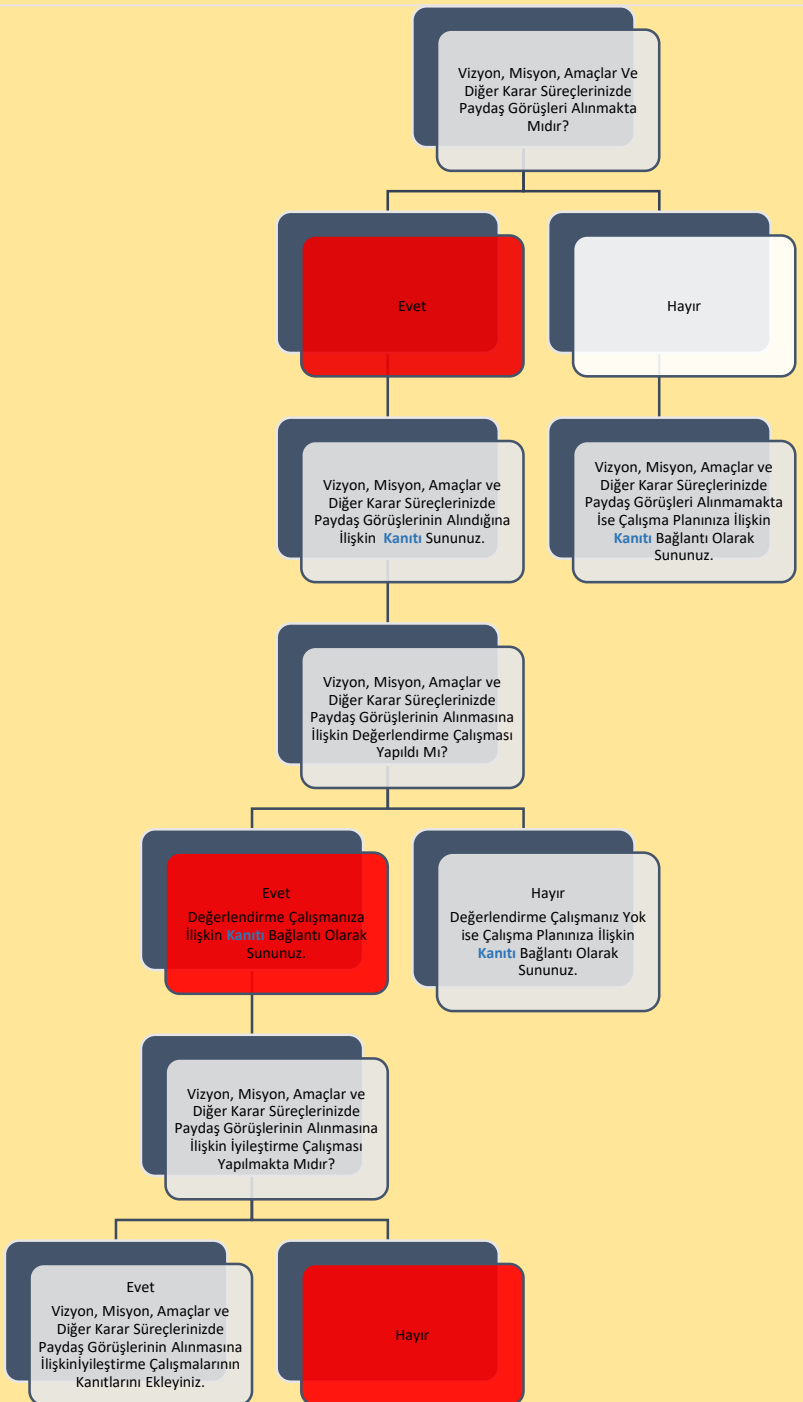 Vizyon, Misyon, Amaçlar Ve
Diğer Karar Süreçlerinizde
Paydaş Görüşleri Alınmakta
Mıdır?
Evet
Hayır
Vizyon, Misyon, Amaçlar ve
Diğer Karar Süreçlerinizde
Paydaş Görüşlerinin Alındığına
İlişkin Kanıtı Sununuz.
Vizyon, Misyon, Amaçlar ve
Diğer Karar Süreçlerinizde
Paydaş Görüşleri Alınmamakta
İse Çalışma Planınıza İlişkin
Kanıtı Bağlantı Olarak
Sununuz.
Vizyon, Misyon, Amaçlar ve
Diğer Karar Süreçlerinizde
Paydaş Görüşlerinin Alınmasına
İlişkin Değerlendirme Çalışması
Yapıldı Mı?
Evet
Değerlendirme Çalışmanıza
İlişkin Kanıtı Bağlantı Olarak
Sununuz.
Hayır
Değerlendirme Çalışmanız Yok
ise Çalışma Planınıza İlişkin
Kanıtı Bağlantı Olarak
Sununuz.
Vizyon, Misyon, Amaçlar ve
Diğer Karar Süreçlerinizde
Paydaş Görüşlerinin Alınmasına
İlişkin İyileştirme Çalışması
Yapılmakta Mıdır?
Evet
Vizyon, Misyon, Amaçlar ve
Diğer Karar Süreçlerinizde
Paydaş Görüşlerinin Alınmasına
İlişkinİyileştirme Çalışmalarının
Kanıtlarını Ekleyiniz.
Hayır